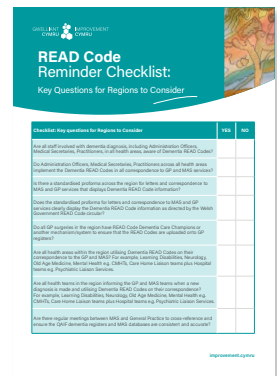 GWELLIANT IMPROVEMENT
CYMRU CYMRU
READ Code
Reminder Checklist:
Key Questions for Regions to Consider
Checklist: Key questions for Regions to Consider YES NO
Are all staff involved with dementia diagnosis, including Administration Officers,
Medical Secretaries, Practitioners, in all health areas, aware of Dementia READ Codes?
Do Administration Officers, Medical Secretaries, Practitioners across all health areas
implement the Dementia READ Codes in all correspondence to GP and MAS services?
Is there a standardised proforma across the region for letters and correspondence to
MAS and GP services that displays Dementia READ Code information?
Does the standardised proforma for letters and correspondence to MAS and GP
services clearly display the Dementia READ Code information as directed by the Welsh
Government READ Code circular?
Do all GP surgeries in the region have READ Code Dementia Care Champions or
another mechanism/system to ensure that the READ Codes are uploaded onto GP
registers?
Are all health areas within the region utilising Dementia READ Codes on their
correspondence to the GP and MAS? For example, Learning Disabilities, Neurology,
Old Age Medicine, Mental Health e.g. CMHTs, Care Home Liaison teams plus Hospital
teams e.g. Psychiatric Liaison Services.
Are all health teams in the region informing the GP and MAS teams when a new
diagnosis is made and utilising Dementia READ Codes on their correspondence?
For example, Learning Disabilities, Neurology, Old Age Medicine, Mental Health e.g.
CMHTs, Care Home Liaison teams plus Hospital teams e.g. Psychiatric Liaison Services.
Are there regular meetings between MAS and General Practice to cross reference and
ensure the QAIF dementia registers and MAS databases are consistent and accurate?
improvement.cymru